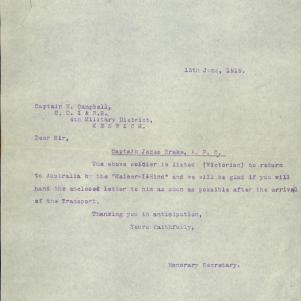 13th June, 1919.
Captain N. Campbell,
S. O. I & R.S.
4th Military District,
KESWICK.
Dear Sir,
Captain James Drake, A. F. C.
The above soldier is listed (Victorian) to return
to Australia by the "Kaiser-I-Hind" and we will be glad if you will
hand the enclosed letter to him as soon as possible after the arrival
of the Transport.
Thanking you in anticipation,
Yours faithfully,
Honorary Secretary.